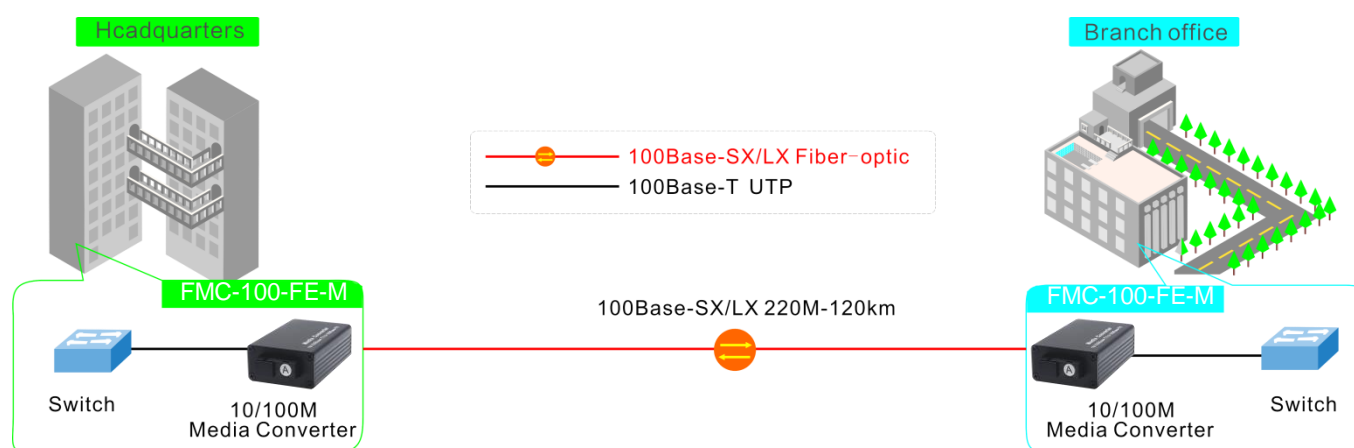 Hcadquarters
Branch office
100Base-SX/LX Fiber-optic
100Base-T UTP
FMC-100-FE-M
FMC-100-FE-M
100Base-SX/LX 220M-120km
A
A
Switch
10/100M
Media Converter
10/100M
Media Converter
Switch